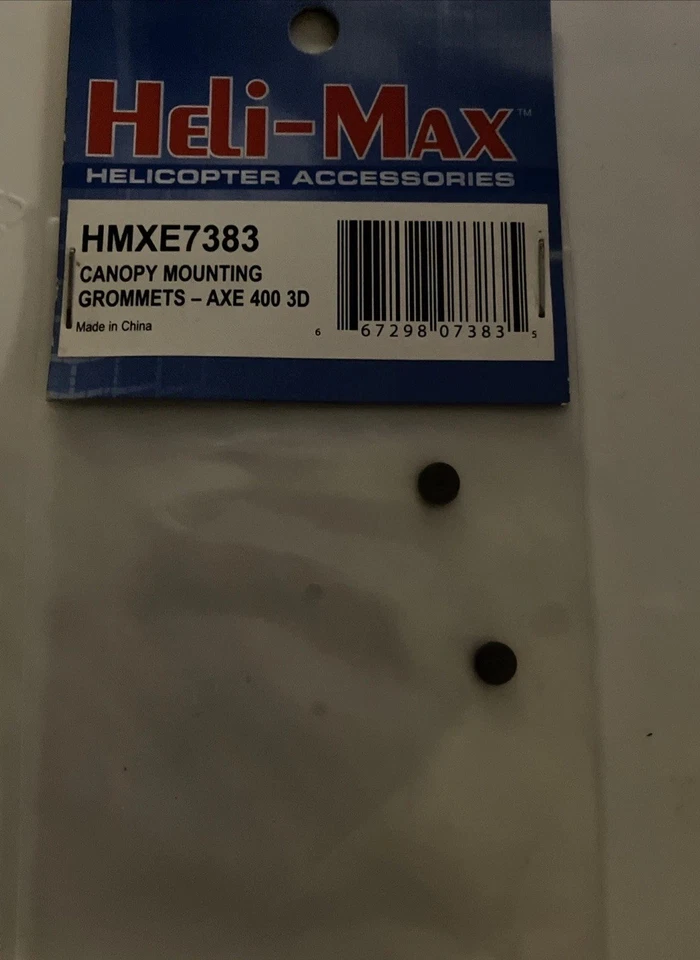 Heli-Max™
HELICOPTER ACCESSORIES
HMXE7383
CANOPY MOUNTING
GROMMETS – AXE 400 3D
Made in China
6 67298 07383 5